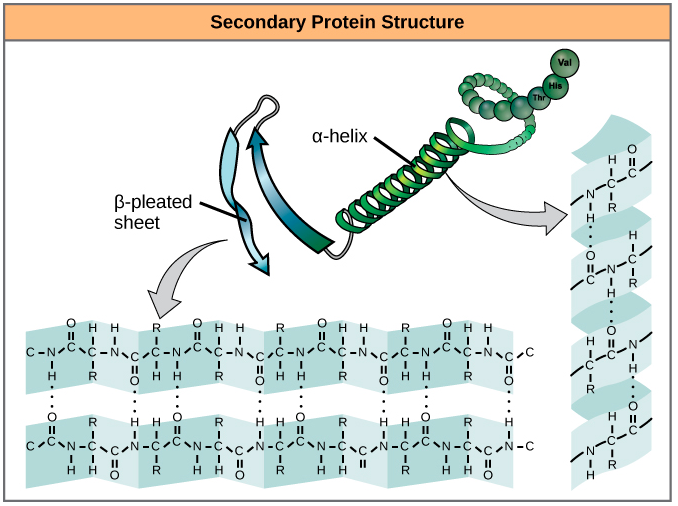 Secondary Protein Structure
Val
His
Thr
α-helix
β-pleated
sheet
O
H
C
N
R
H
H
O
C
N
C
H
R
O
H
C
N
C
R
H
O
H
C
N
C
R
H
O H H R O H H R O H H R O H H
C N C C N C C N C C N C C N C C N C C N C C N C
H R O H H R O H H R O H H R O
O R H H O R H H O R H H O R H H
C C N C C N C C N C C N C C N C C N C C N C C N C
N H H O R N H H O R N H H R N H H O
H H H H